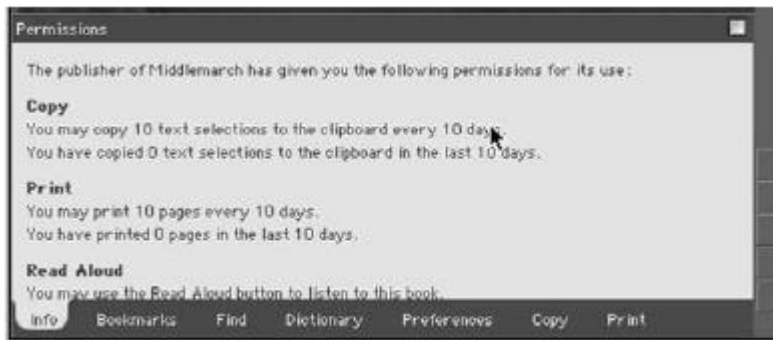 Permissions
The publisher of Middlemarch has given you the following permissions for its use:
Copy
You may copy 10 text selections to the clipboard every 10 days.
You have copied 0 text selections to the clipboard in the last 10 days.
Print
You may print 10 pages every 10 days.
You have printed 0 pages in the last 10 days.
Read Aloud
You may use the Read Aloud button to listen to this book.
Info Bookmarks Find Dictionary Preferences Copy Print